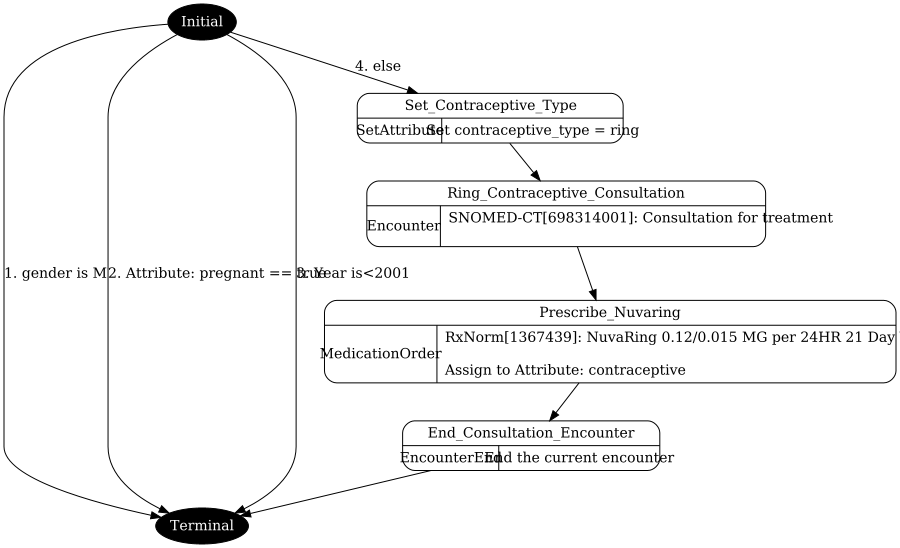 Initial
4. else
Set_Contraceptive_Type
SetAttribute Set contraceptive_type = ring
Ring_Contraceptive_Consultation
SNOMED-CT[698314001]: Consultation for treatment
Encounter
1. gender is M 2. Attribute: pregnant == true 3. Year is<2001
Prescribe_Nuvaring
RxNorm[1367439]: NuvaRing 0.12/0.015 MG per 24HR 21 Day
MedicationOrder
Assign to Attribute: contraceptive
End_Consultation_Encounter
EncounterEnd End the current encounter
Terminal